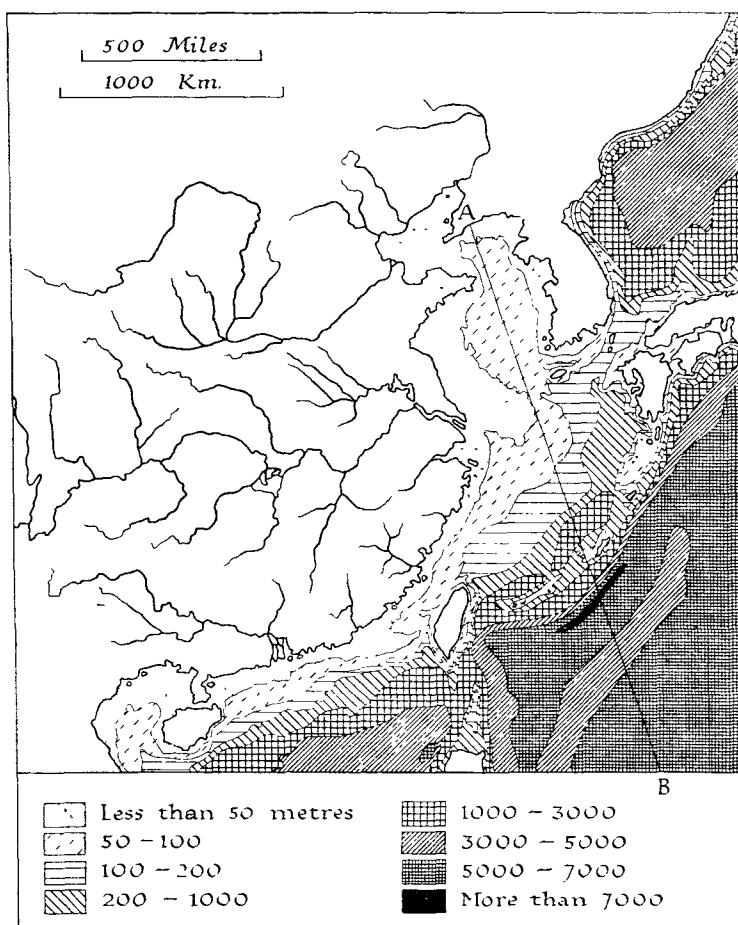 500 Miles
1000 Km.
A
B
Less than 50 metres
50 – 100
100 – 200
200 – 1000
1000 – 3000
3000 – 5000
5000 – 7000
More than 7000